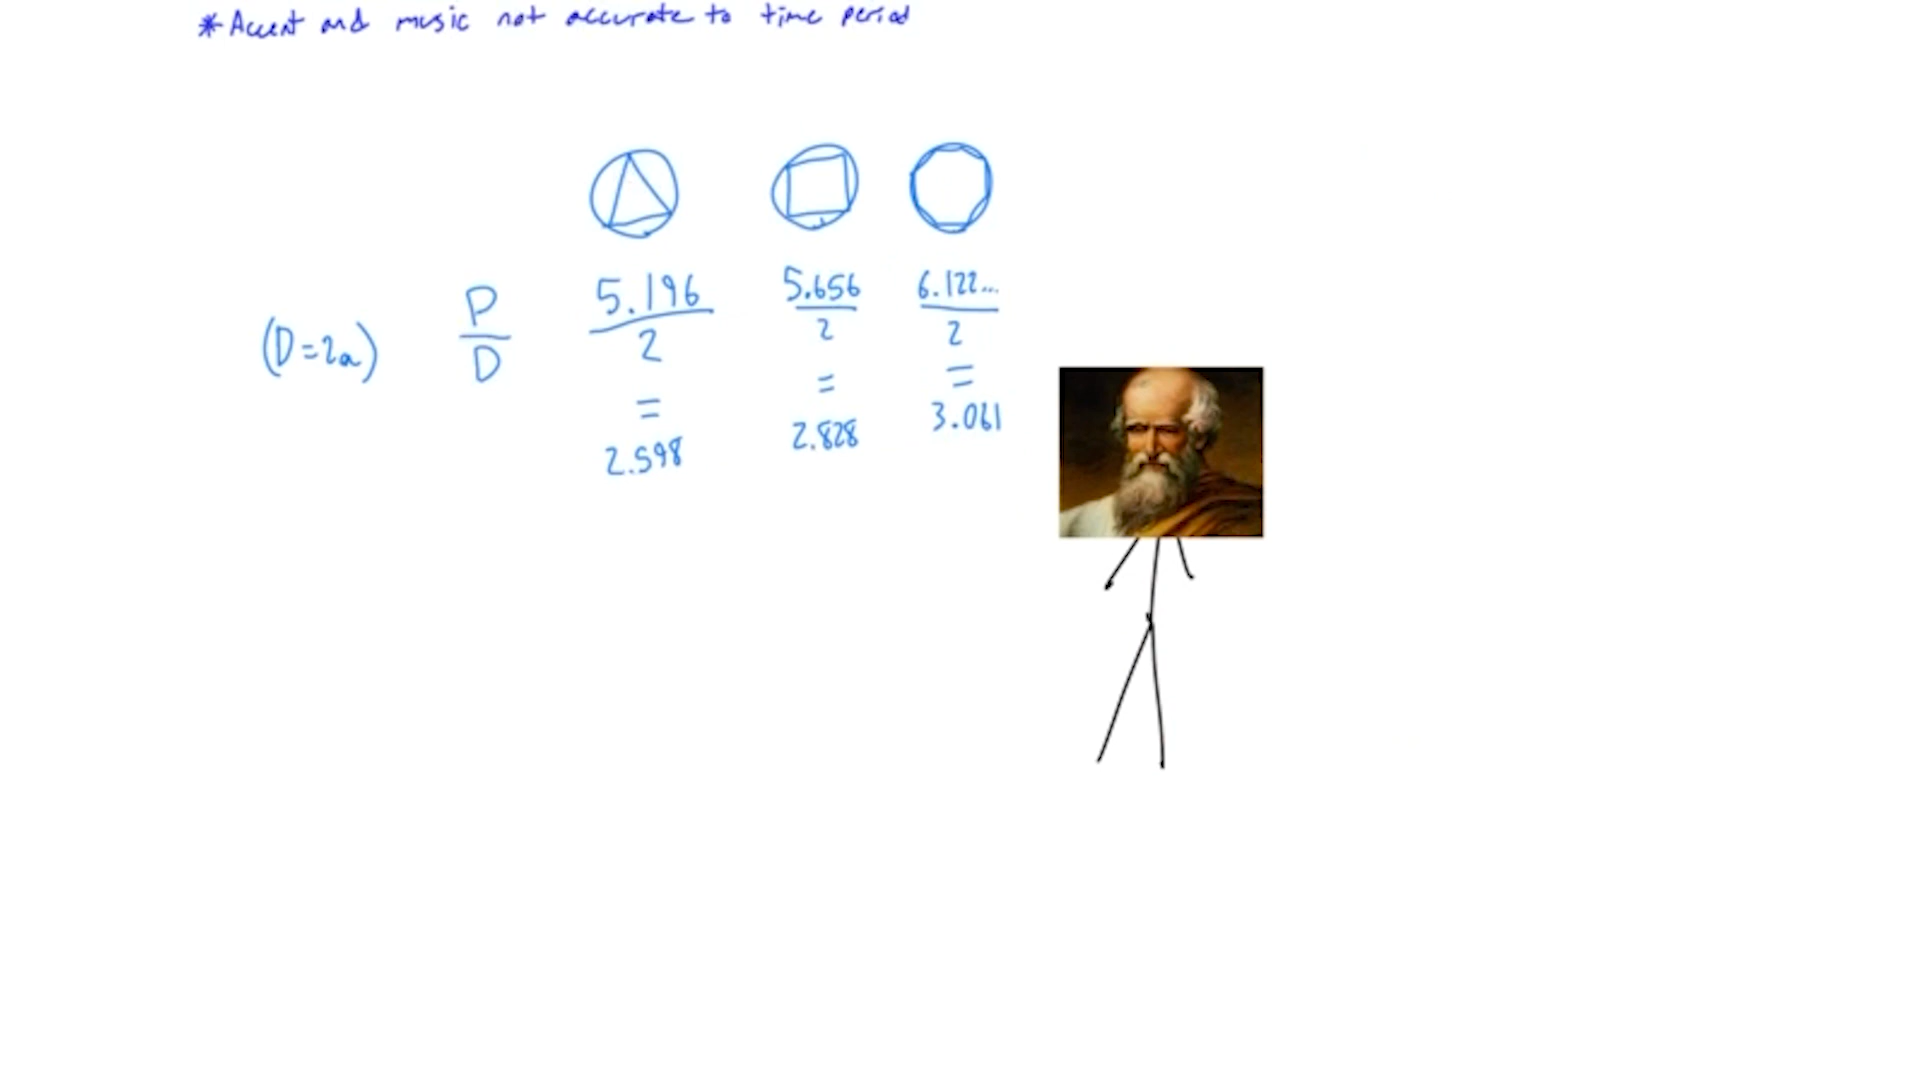 *Accent and music not accurate to time period
(D=2a) P/D 5.196/2 = 2.598
5.656/2 = 2.828
6.122.../2 = 3.061